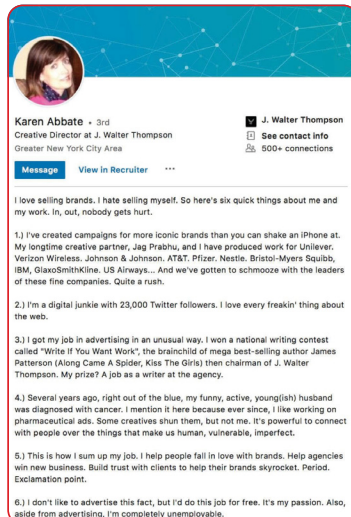 Karen Abbate • 3rd
Creative Director at J. Walter Thompson
Greater New York City Area
J. Walter Thompson
See contact info
500+ connections
Message View in Recruiter ...
I love selling brands. I hate selling myself. So here's six quick things about me and
my work. In, out, nobody gets hurt.
1.) I've created campaigns for more iconic brands than you can shake an iPhone at.
My longtime creative partner, Jag Prabhu, and I have produced work for Unilever.
Verizon Wireless. Johnson & Johnson. AT&T. Pfizer. Nestle. Bristol-Myers Squibb,
IBM, GlaxoSmithKline. US Airways... And we've gotten to schmooze with the leaders
of these fine companies. Quite a rush.
2.) I'm a digital junkie with 23,000 Twitter followers. I love every freakin' thing about
the web.
3.) I got my job in advertising in an unusual way. I won a national writing contest
called "Write If You Want Work", the brainchild of mega best-selling author James
Patterson (Along Came A Spider, Kiss The Girls) then chairman of J. Walter
Thompson. My prize? A job as a writer at the agency.
4.) Several years ago, right out of the blue, my funny, active, young(ish) husband
was diagnosed with cancer. I mention it here because ever since, I like working on
pharmaceutical ads. Some creatives shun them, but not me. It's powerful to connect
with people over the things that make us human, vulnerable, imperfect.
5.) This is how I sum up my job. I help people fall in love with brands. Help agencies
win new business. Build trust with clients to help their brands skyrocket. Period.
Exclamation point.
6.) I don't like to advertise this fact, but I'd do this job for free. It's my passion. Also,
aside from advertising, I'm completely unemployable.